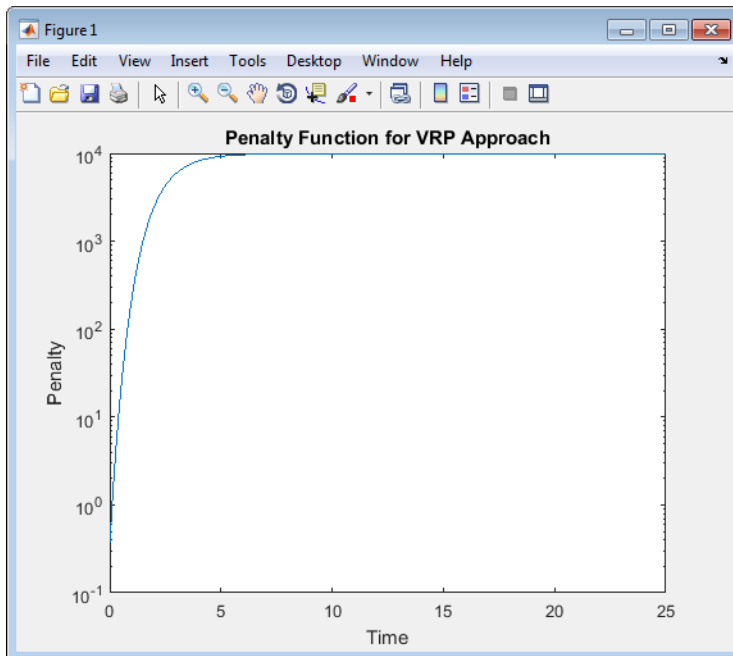 Figure 1
File Edit View Insert Tools Desktop Window Help
Penalty Function for VRP Approach
10^4
10^3
10^2
10^1
10^0
10^-1
Penalty
0 5 10 15 20 25
Time